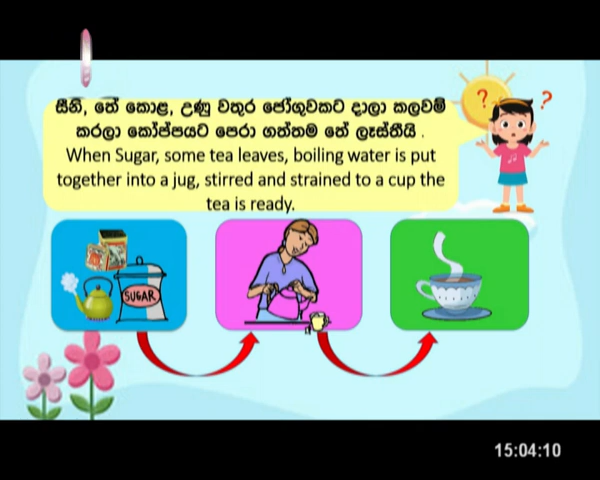 සීනි, තේ කොළ, උණු වතුර ජෝගුවකට දාලා කලවම්
කරලා කෝප්පයට පෙරා ගත්තම තේ ලෑස්තියි .
When Sugar, some tea leaves, boiling water is put
together into a jug, stirred and strained to a cup the
tea is ready.
? ?
SUGAR
15:04:10